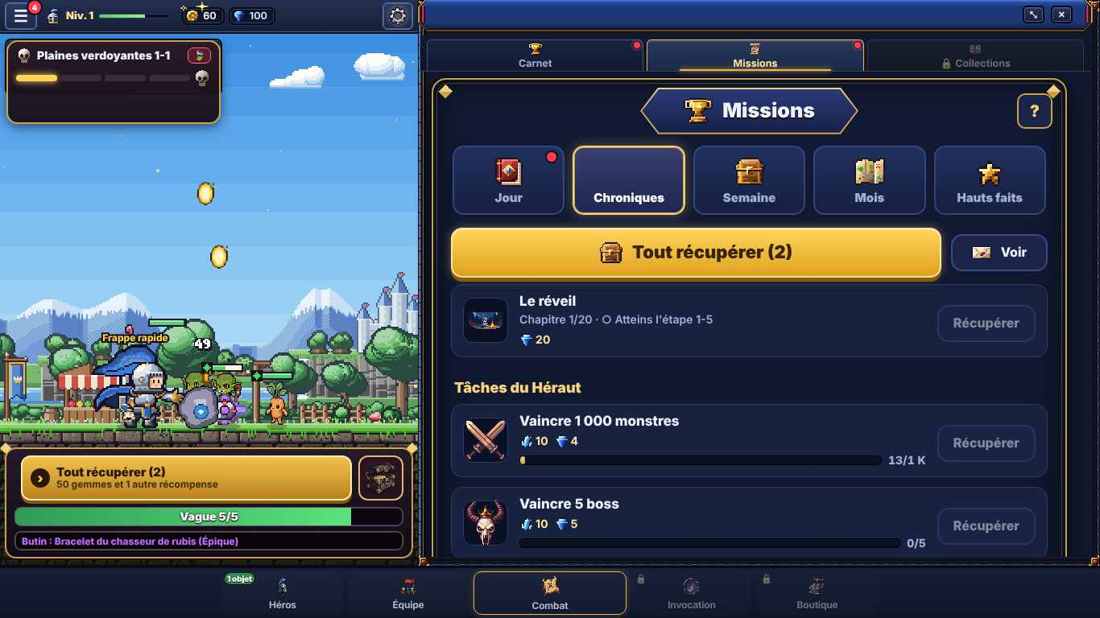 4
Niv. 1
60
100
Plaines verdoyantes 1-1
Frappe rapide
49
Tout récupérer (2)
50 gemmes et 1 autre récompense
Vague 5/5
Butin : Bracelet du chasseur de rubis (Épique)
Carnet
Missions
Collections
Missions
?
Jour
Chroniques
Semaine
Mois
Hauts faits
Tout récupérer (2)
Voir
Le réveil
Chapitre 1/20 · O Atteins l'étape 1-5
20
Récupérer
Tâches du Héraut
Vaincre 1 000 monstres
10 4
13/1 K
Récupérer
Vaincre 5 boss
10 5
0/5
Récupérer
1 objet
Héros
Équipe
Combat
Invocation
Boutique